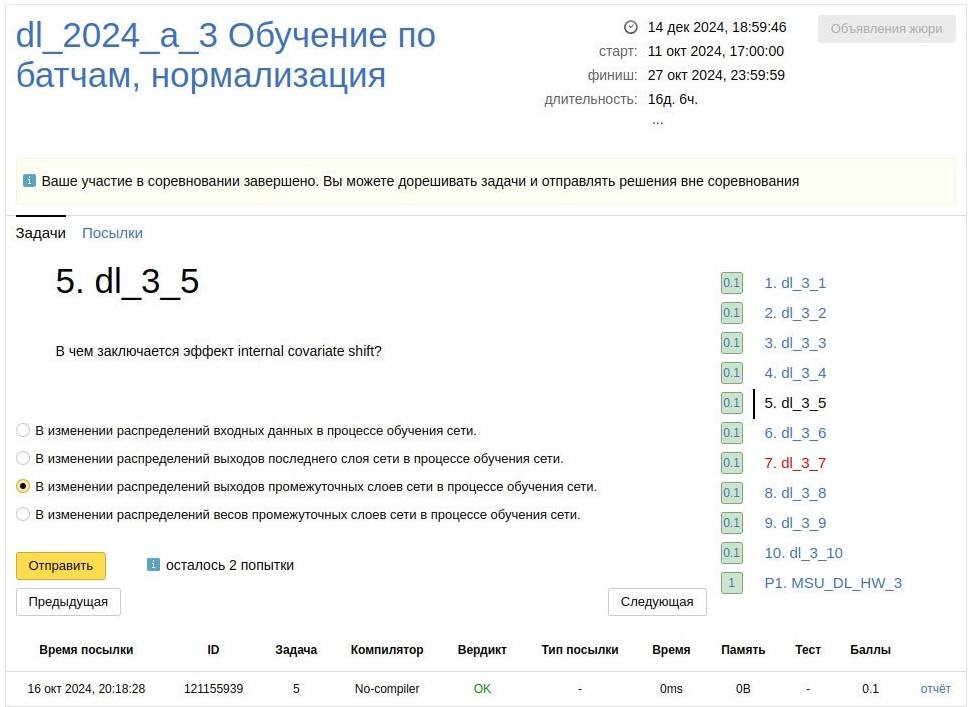 dl_2024_a_3 Обучение по
батчам, нормализация
14 дек 2024, 18:59:46
старт: 11 окт 2024, 17:00:00
финиш: 27 окт 2024, 23:59:59
длительность: 16д. 6ч.
...
Объявления жюри
Ваше участие в соревновании завершено. Вы можете дорешивать задачи и отправлять решения вне соревнования
Задачи Посылки
5. dl_3_5
В чем заключается эффект internal covariate shift?
В изменении распределений входных данных в процессе обучения сети.
В изменении распределений выходов последнего слоя сети в процессе обучения сети.
В изменении распределений выходов промежуточных слоев сети в процессе обучения сети.
В изменении распределений весов промежуточных слоев сети в процессе обучения сети.
Отправить осталось 2 попытки
Предыдущая Следующая
0.1 1. dl_3_1
0.1 2. dl_3_2
0.1 3. dl_3_3
0.1 4. dl_3_4
0.1 5. dl_3_5
0.1 6. dl_3_6
0.1 7. dl_3_7
0.1 8. dl_3_8
0.1 9. dl_3_9
0.1 10. dl_3_10
1 P1. MSU_DL_HW_3
Время посылки ID Задача Компилятор Вердикт Тип посылки Время Память Тест Баллы
16 окт 2024, 20:18:28 121155939 5 No-compiler OK - 0ms 0B - 0.1 отчёт